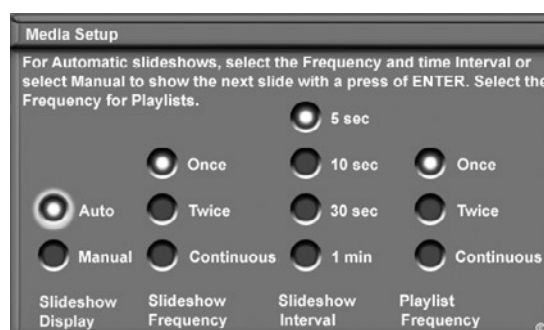 Media Setup
For Automatic slideshows, select the Frequency and time Interval or
select Manual to show the next slide with a press of ENTER. Select the
Frequency for Playlists.
5 sec
Once 10 sec Once
Auto Twice 30 sec Twice
Manual Continuous 1 min Continuous
Slideshow Slideshow Slideshow Playlist
Display Frequency Interval Frequency